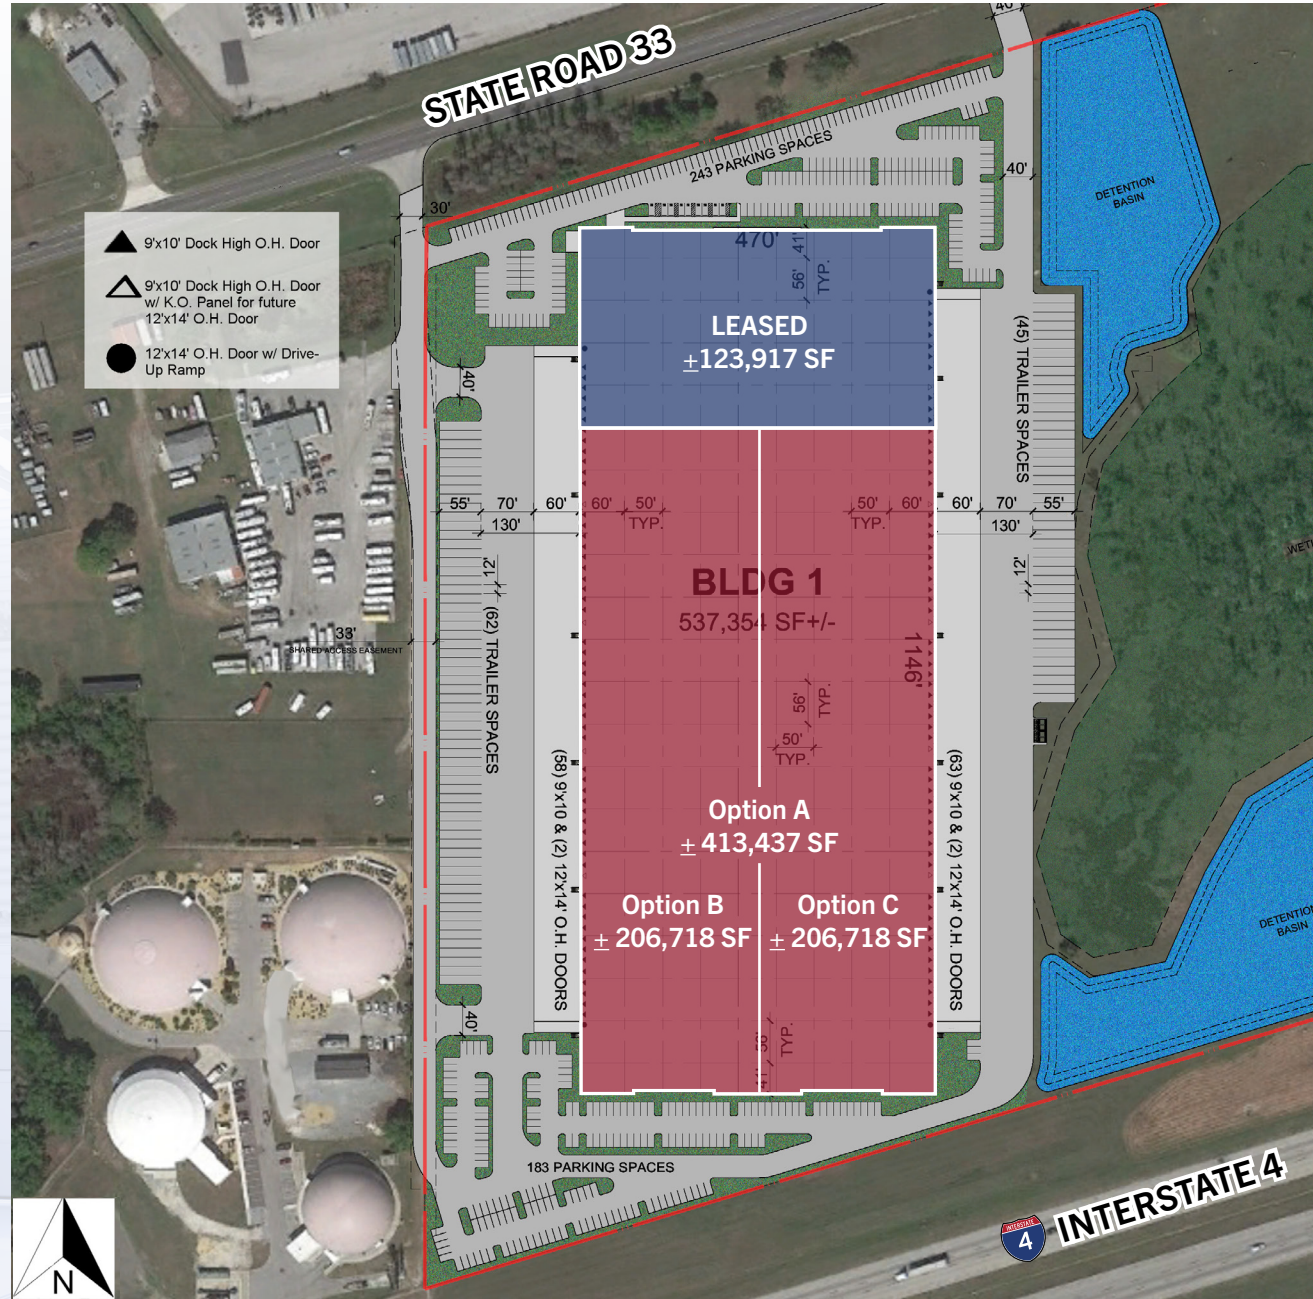 40'
STATE ROAD 33
243 PARKING SPACES
DETENTION
BASIN
40'
30'
9'x10' Dock High O.H. Door
9'x10' Dock High O.H. Door
w/ K.O. Panel for future
12'x14' O.H. Door
12'x14' O.H. Door w/ Drive-
Up Ramp
470'
41'
56'
TYP.
LEASED
±123,917 SF
(45) TRAILER SPACES
40'
55'
70'
60'
60'
50'
TYP.
130'
50'
TYP.
60'
60'
70'
55'
130'
12'
12'
BLDG 1
537,354 SF+/-
1146'
33'
SHARED ACCESS EASEMENT
(62) TRAILER SPACES
56'
TYP.
50'
TYP.
(58) 9'x10 & (2) 12'x14' O.H. DOORS
(63) 9'x10 & (2) 12'x14' O.H. DOORS
Option A
± 413,437 SF
Option B
± 206,718 SF
Option C
± 206,718 SF
DETENTION
BASIN
40'
TYP.
183 PARKING SPACES
INTERSTATE
4
INTERSTATE 4
N